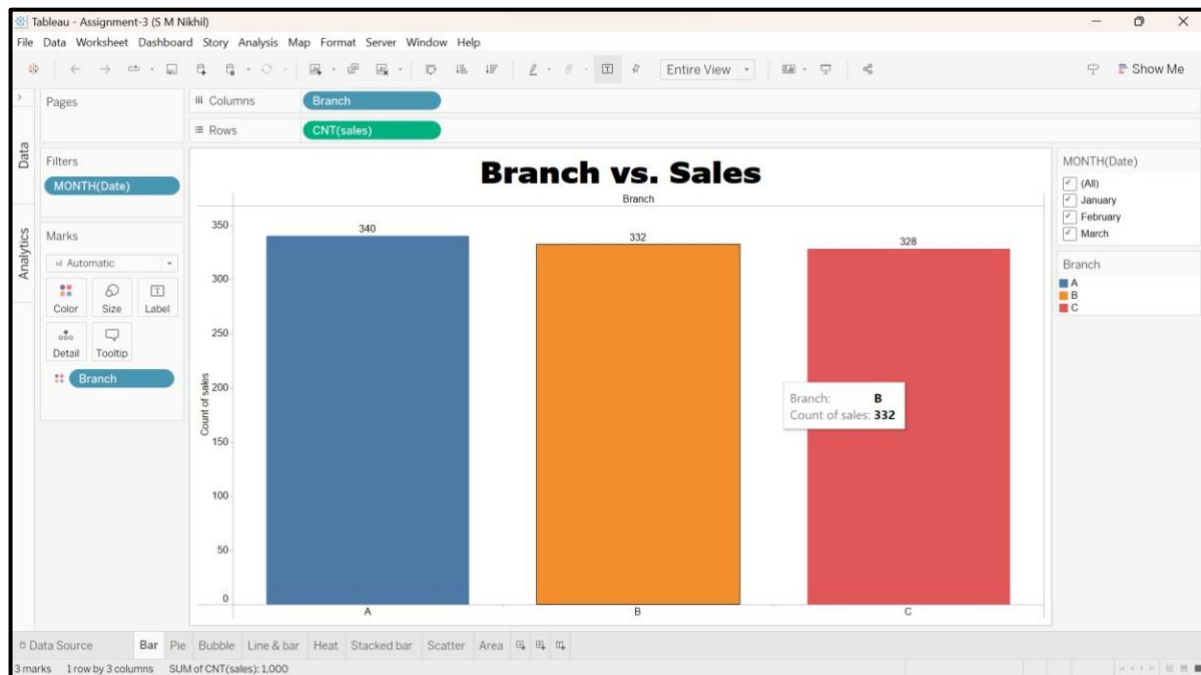 Tableau - Assignment-3 (S M Nikhil)
File Data Worksheet Dashboard Story Analysis Map Format Server Window Help
Entire View
Show Me
Pages
Columns
Branch
Rows
CNT(sales)
Data
Analytics
Filters
MONTH(Date)
Marks
Automatic
Color Size Label
Detail Tooltip
Branch
Branch vs. Sales
Branch
350
300
250
200
150
100
50
0
Count of sales
340
332
328
Branch: B
Count of sales: 332
A B C
MONTH(Date)
(All)
January
February
March
Branch
A
B
C
Data Source Bar Pie Bubble Line & bar Heat Stacked bar Scatter Area
3 marks 1 row by 3 columns SUM of CNT(sales): 1,000